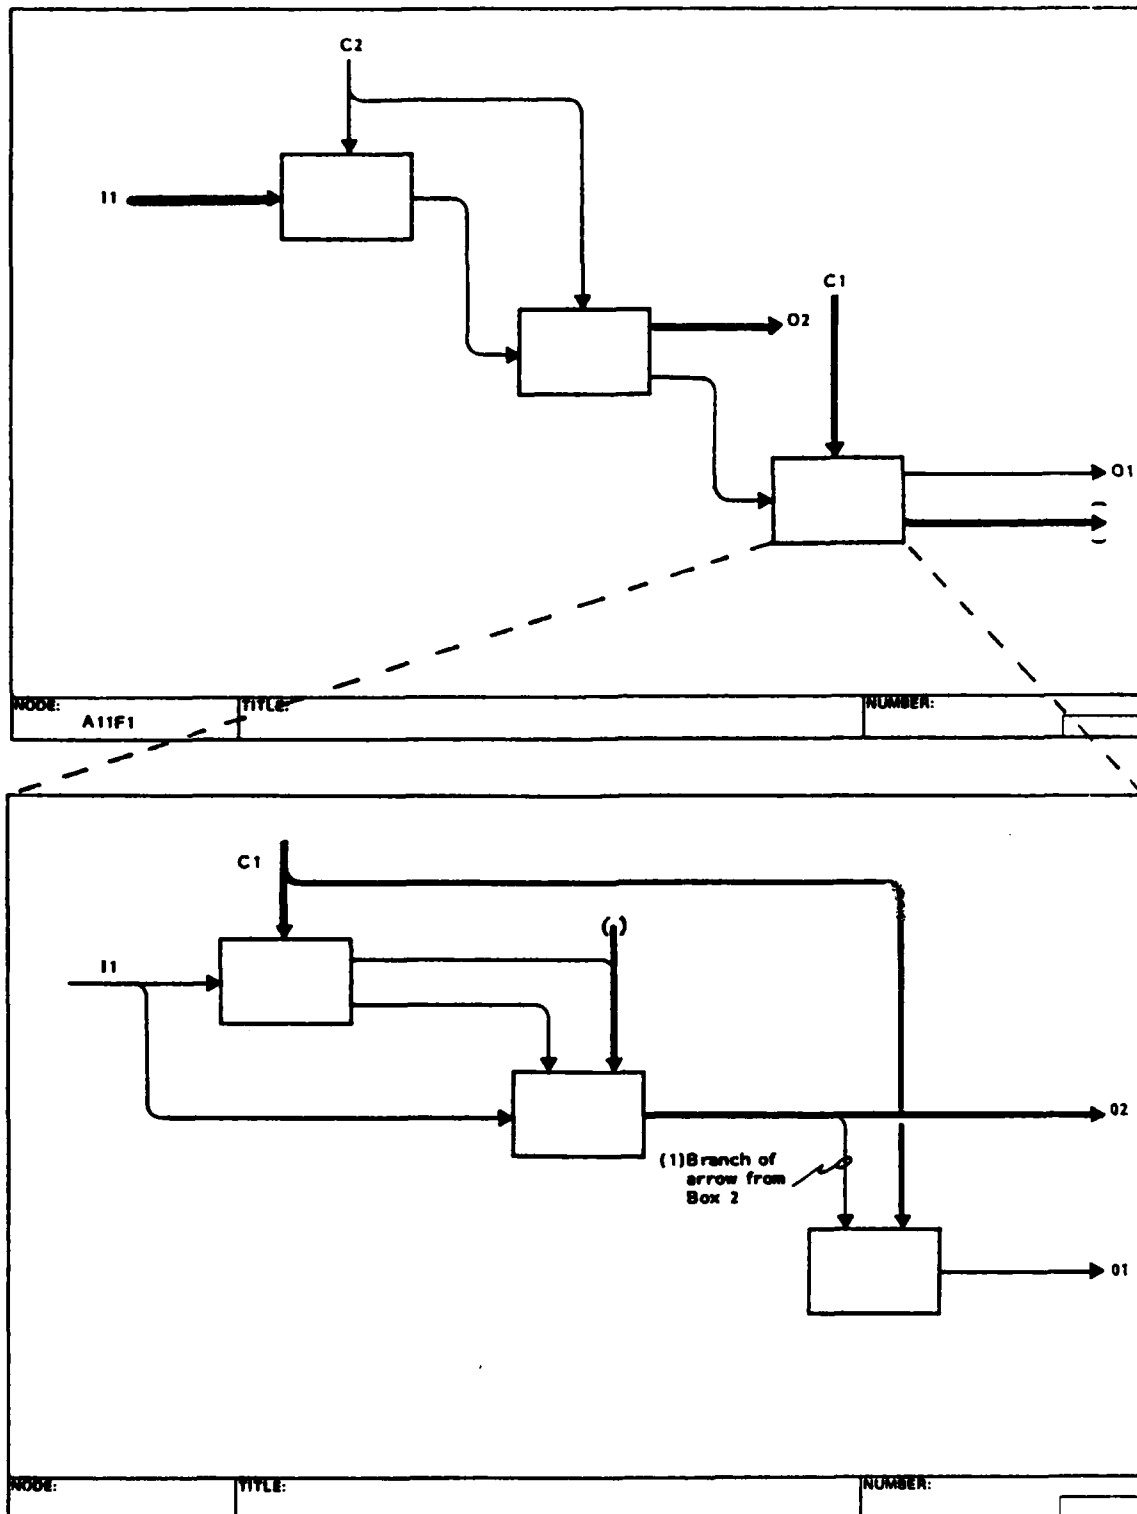 C2
I1
C1
O2
O1
( )
NODE:
A11F1
TITLE:
NUMBER:
C1
( )
I1
O2
(1)Branch of
arrow from
Box 2
O1
NODE:
TITLE:
NUMBER: